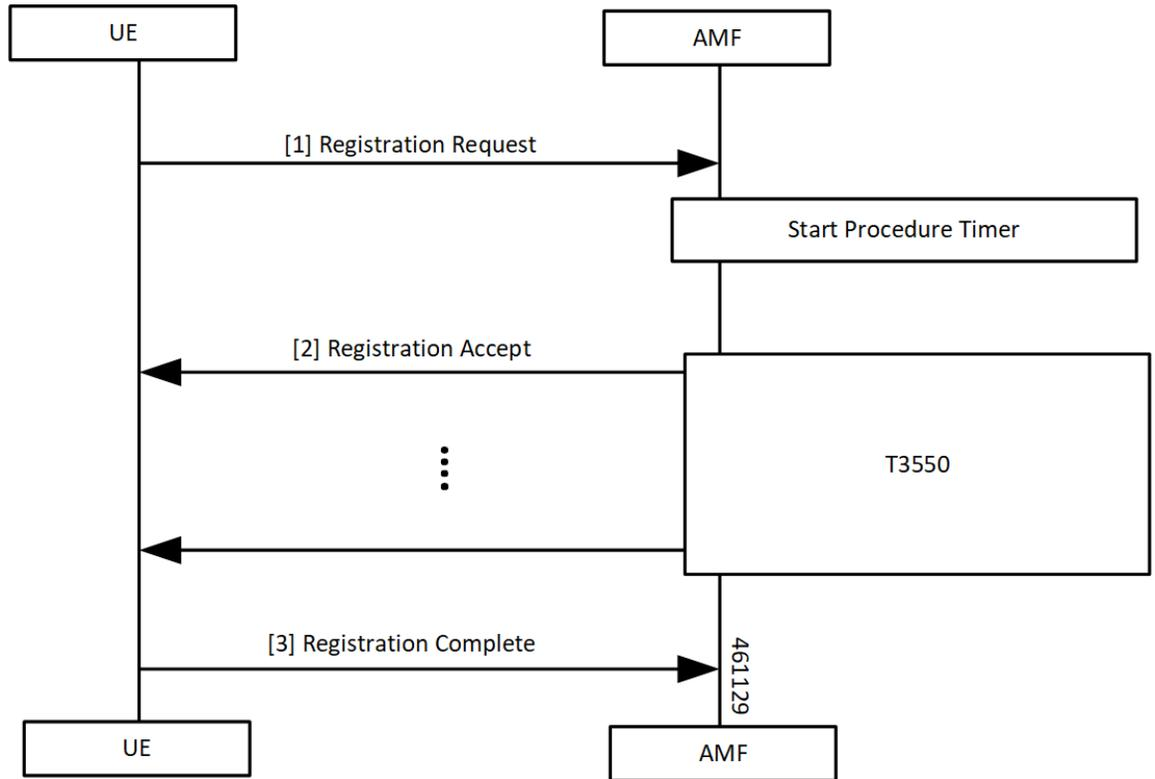 UE
AMF
[1] Registration Request
Start Procedure Timer
[2] Registration Accept
T3550
[3] Registration Complete
461129
UE
AMF